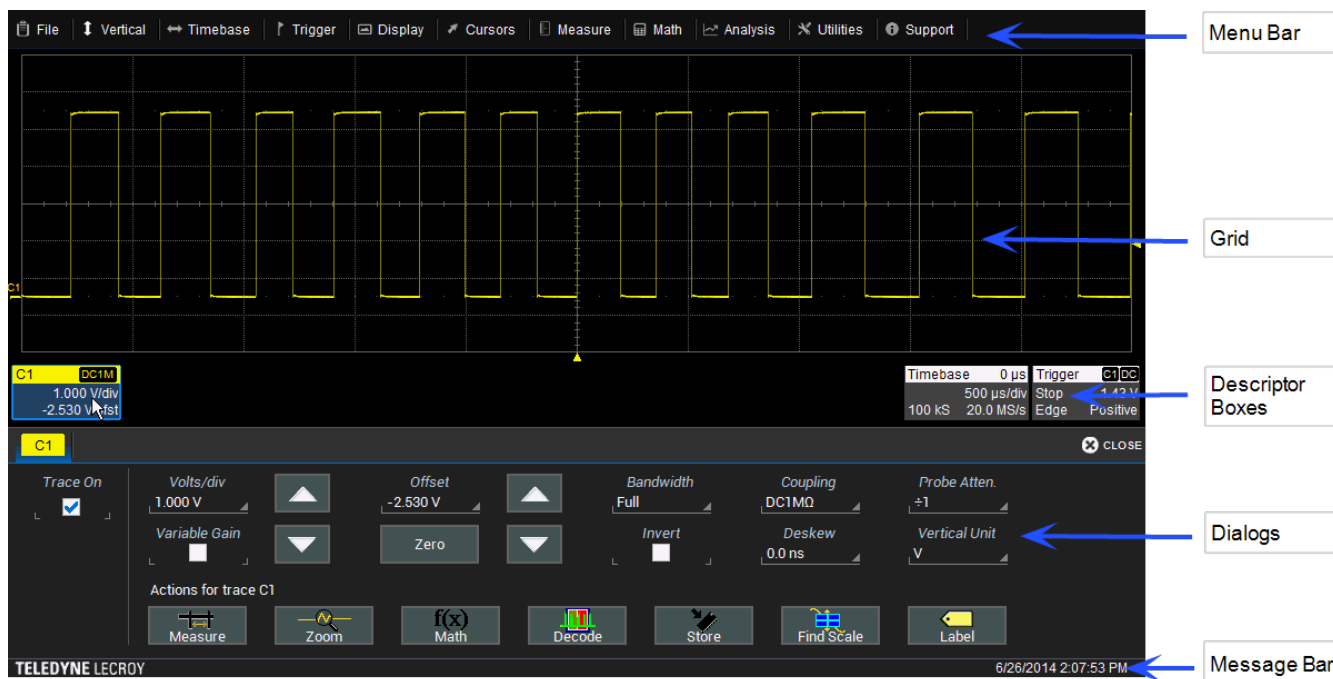 File Vertical Timebase Trigger Display Cursors Measure Math Analysis Utilities Support
Menu Bar
Grid
C1
C1 DC1M
1.000 V/div
-2.530 V ofst
Timebase 0 µs
500 µs/div
100 kS 20.0 MS/s
Trigger C1 DC
Stop 1.43 V
Edge Positive
Descriptor
Boxes
C1
CLOSE
Trace On
Volts/div
1.000 V
Offset
-2.530 V
Bandwidth
Full
Coupling
DC1MΩ
Probe Atten.
÷1
Variable Gain
Zero
Invert
Deskew
0.0 ns
Vertical Unit
V
Dialogs
Actions for trace C1
Measure
Zoom
f(x)
Math
Decode
Store
Find Scale
Label
TELEDYNE LECROY
6/26/2014 2:07:53 PM
Message Bar